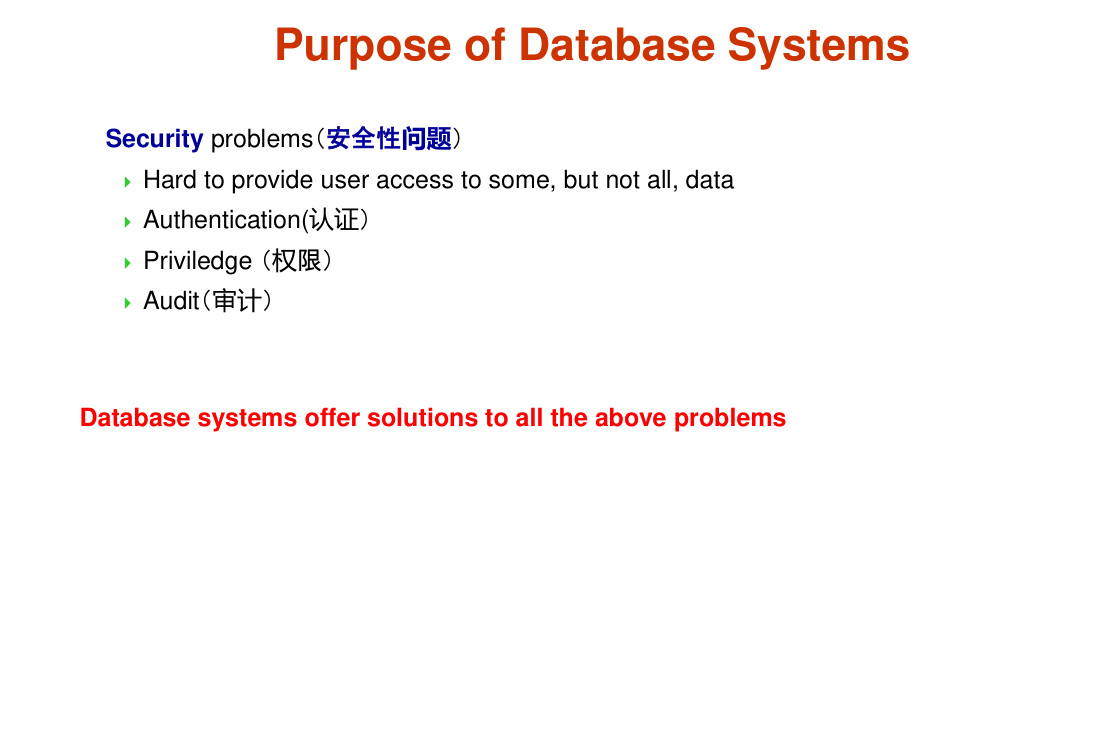 Purpose of Database Systems
Security problems（安全性问题）
Hard to provide user access to some, but not all, data
Authentication(认证）
Priviledge （权限）
Audit（审计）
Database systems offer solutions to all the above problems